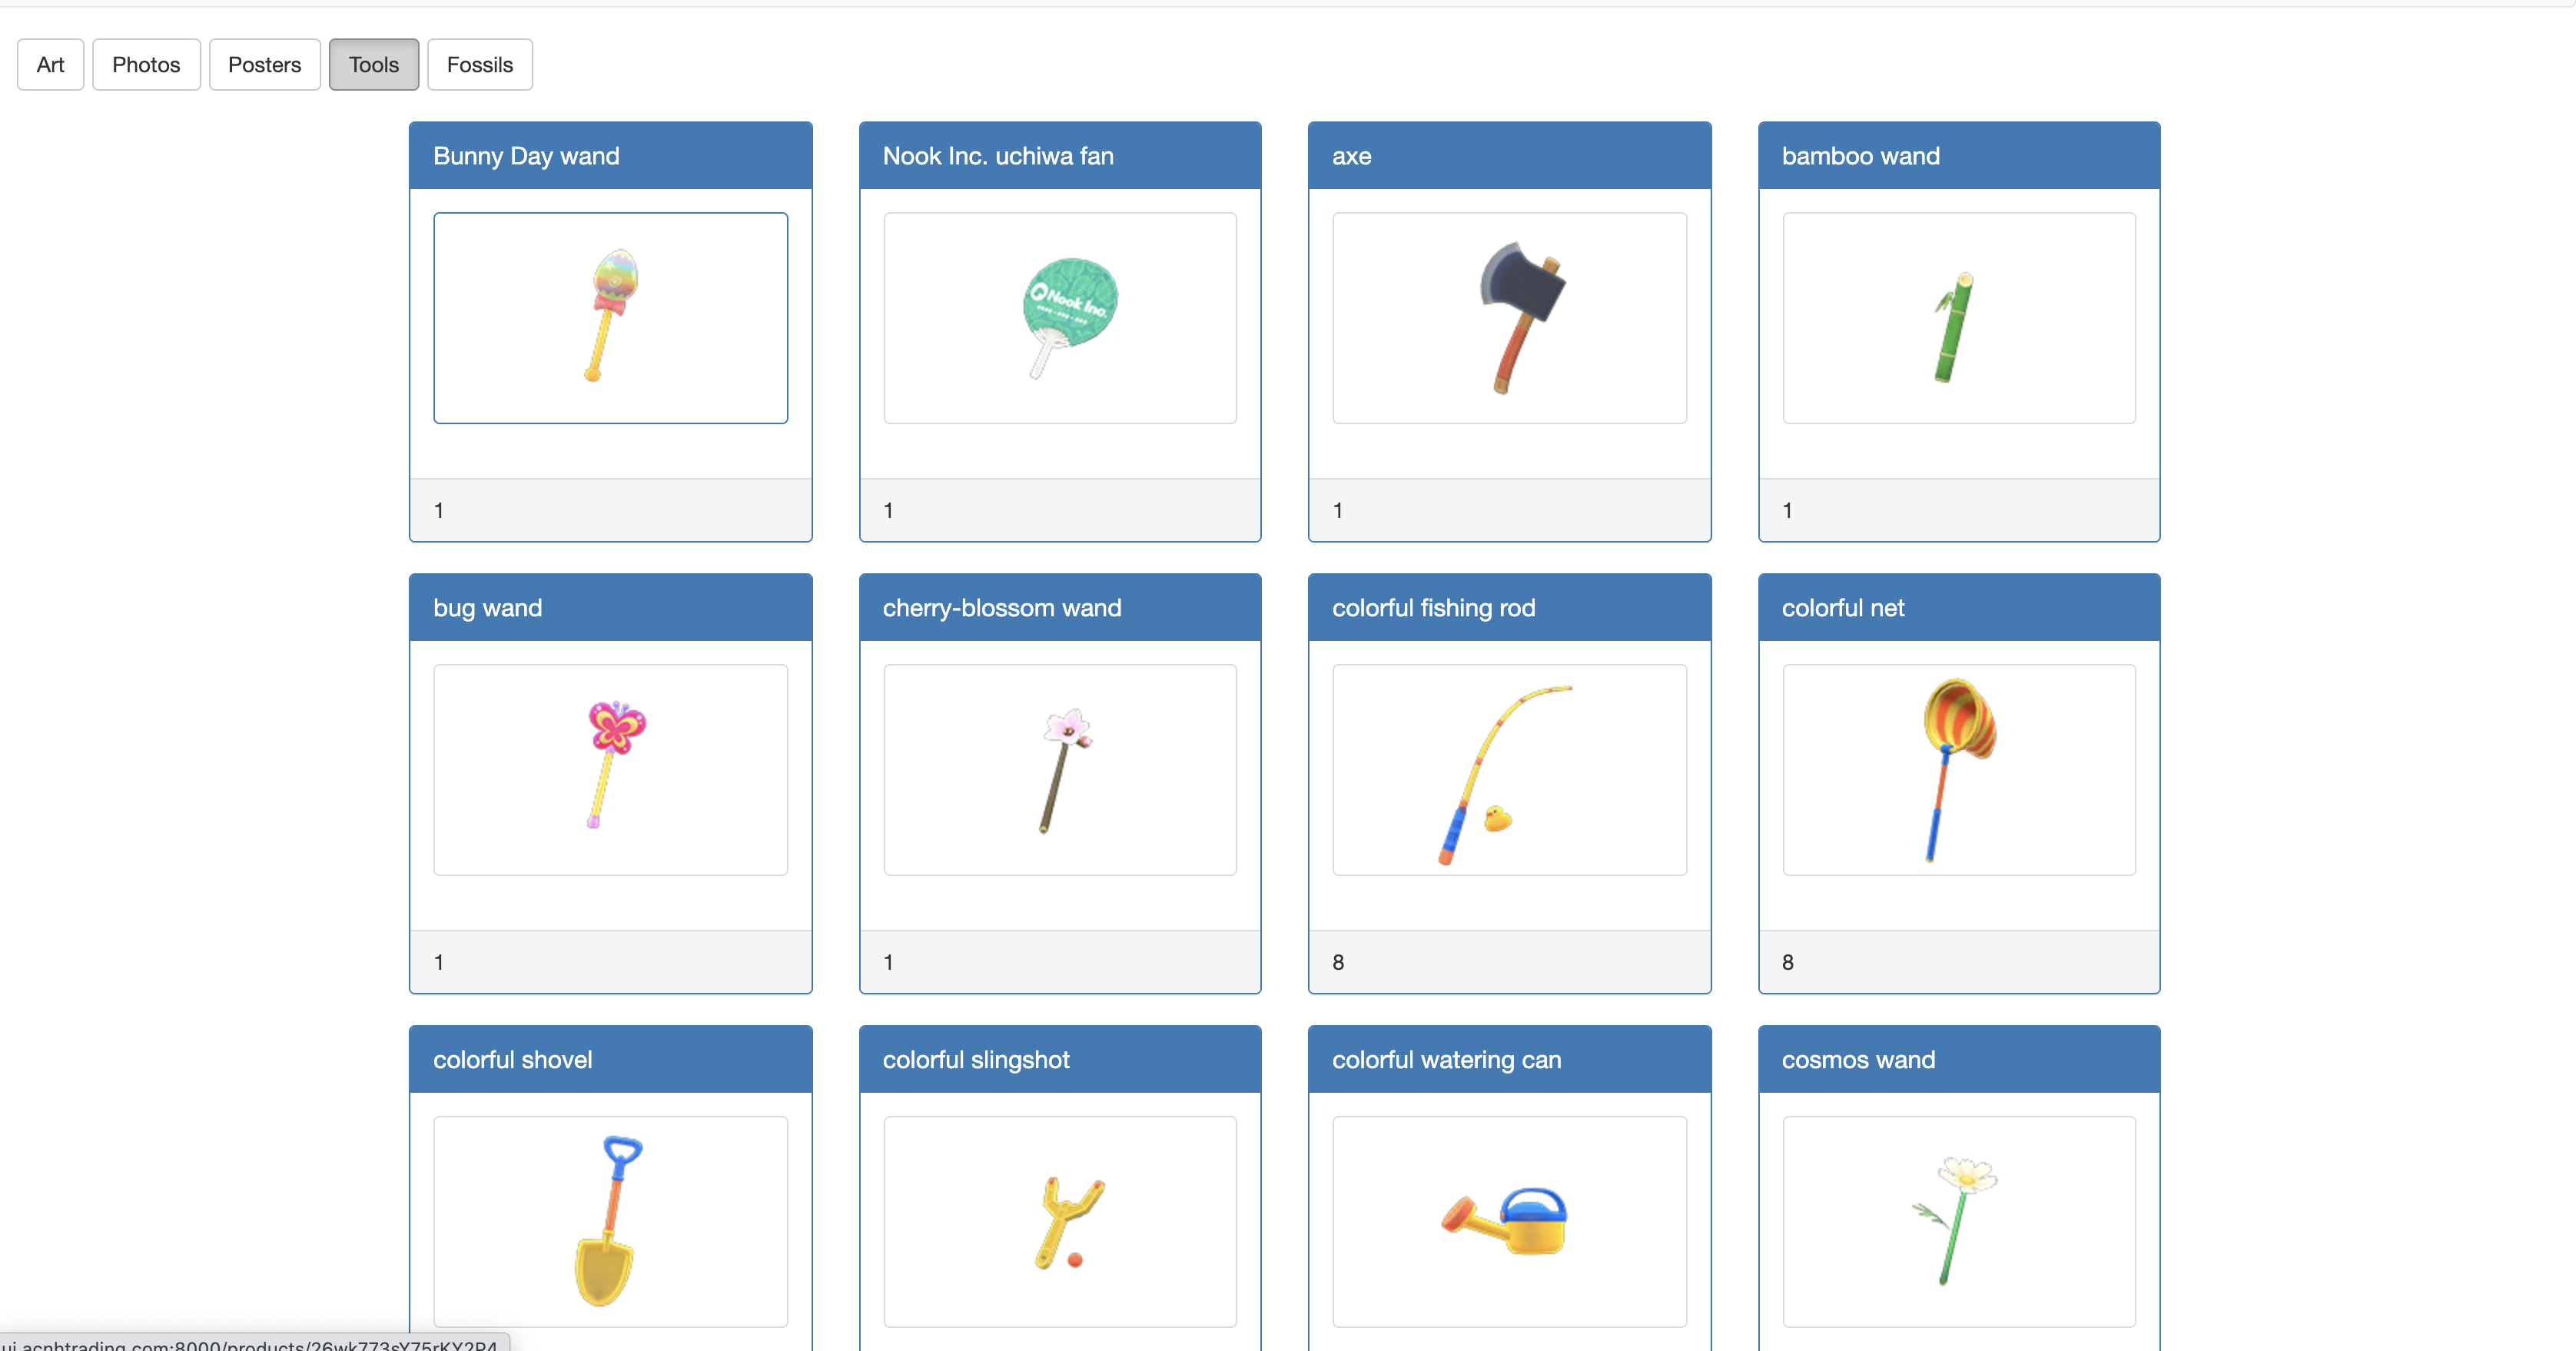 Art Photos Posters Tools Fossils
Bunny Day wand
Nook Inc. uchiwa fan
axe
bamboo wand
Nook Inc.
1
1
1
1
bug wand
cherry-blossom wand
colorful fishing rod
colorful net
1
1
8
8
colorful shovel
colorful slingshot
colorful watering can
cosmos wand
ui.acnhtrading.com:8000/products/26wk773sY75rKY2P4